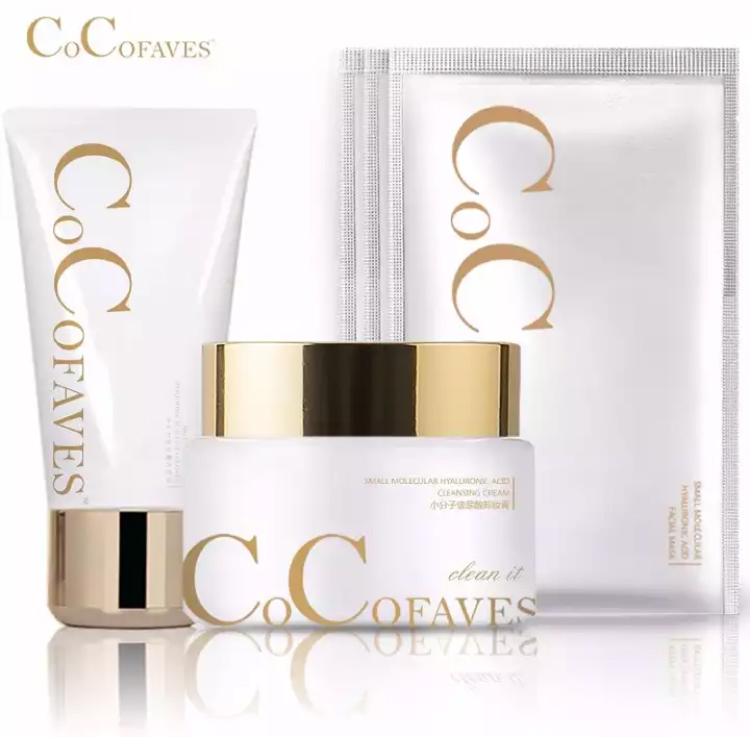 CoCOFAVES
CoCOFAVES
CoC
SMALL MOLECULAR HYALURONIC ACID
CLEANSING CREAM
小分子玻尿酸卸妆膏
clean it
CoCOFAVES
SMALL MOLECULAR
HYALURONIC ACID
FACIAL MASK